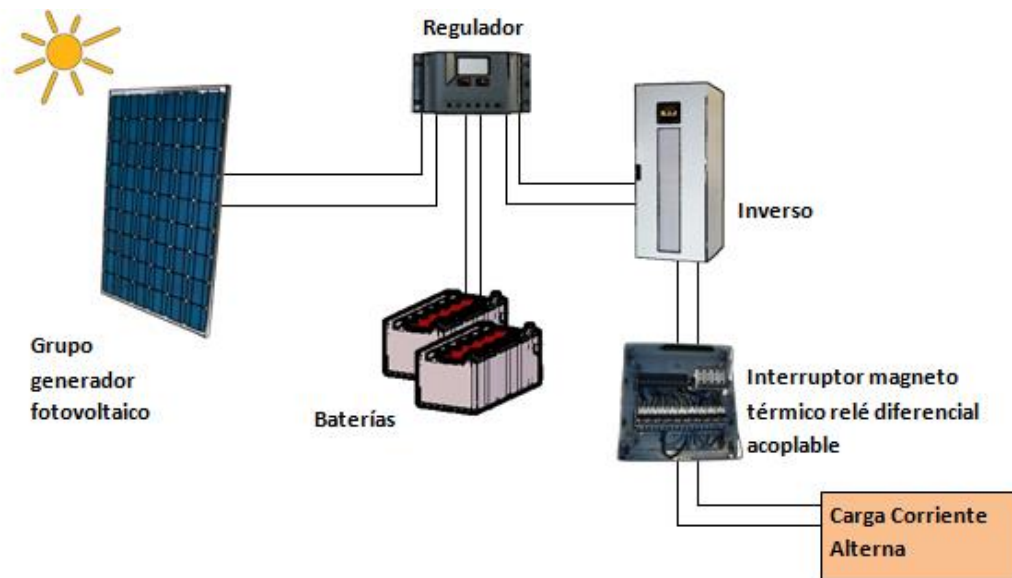 Regulador
Inverso
Grupo
generador
fotovoltaico
Baterías
Interruptor magneto
térmico relé diferencial
acoplable
Carga Corriente
Alterna